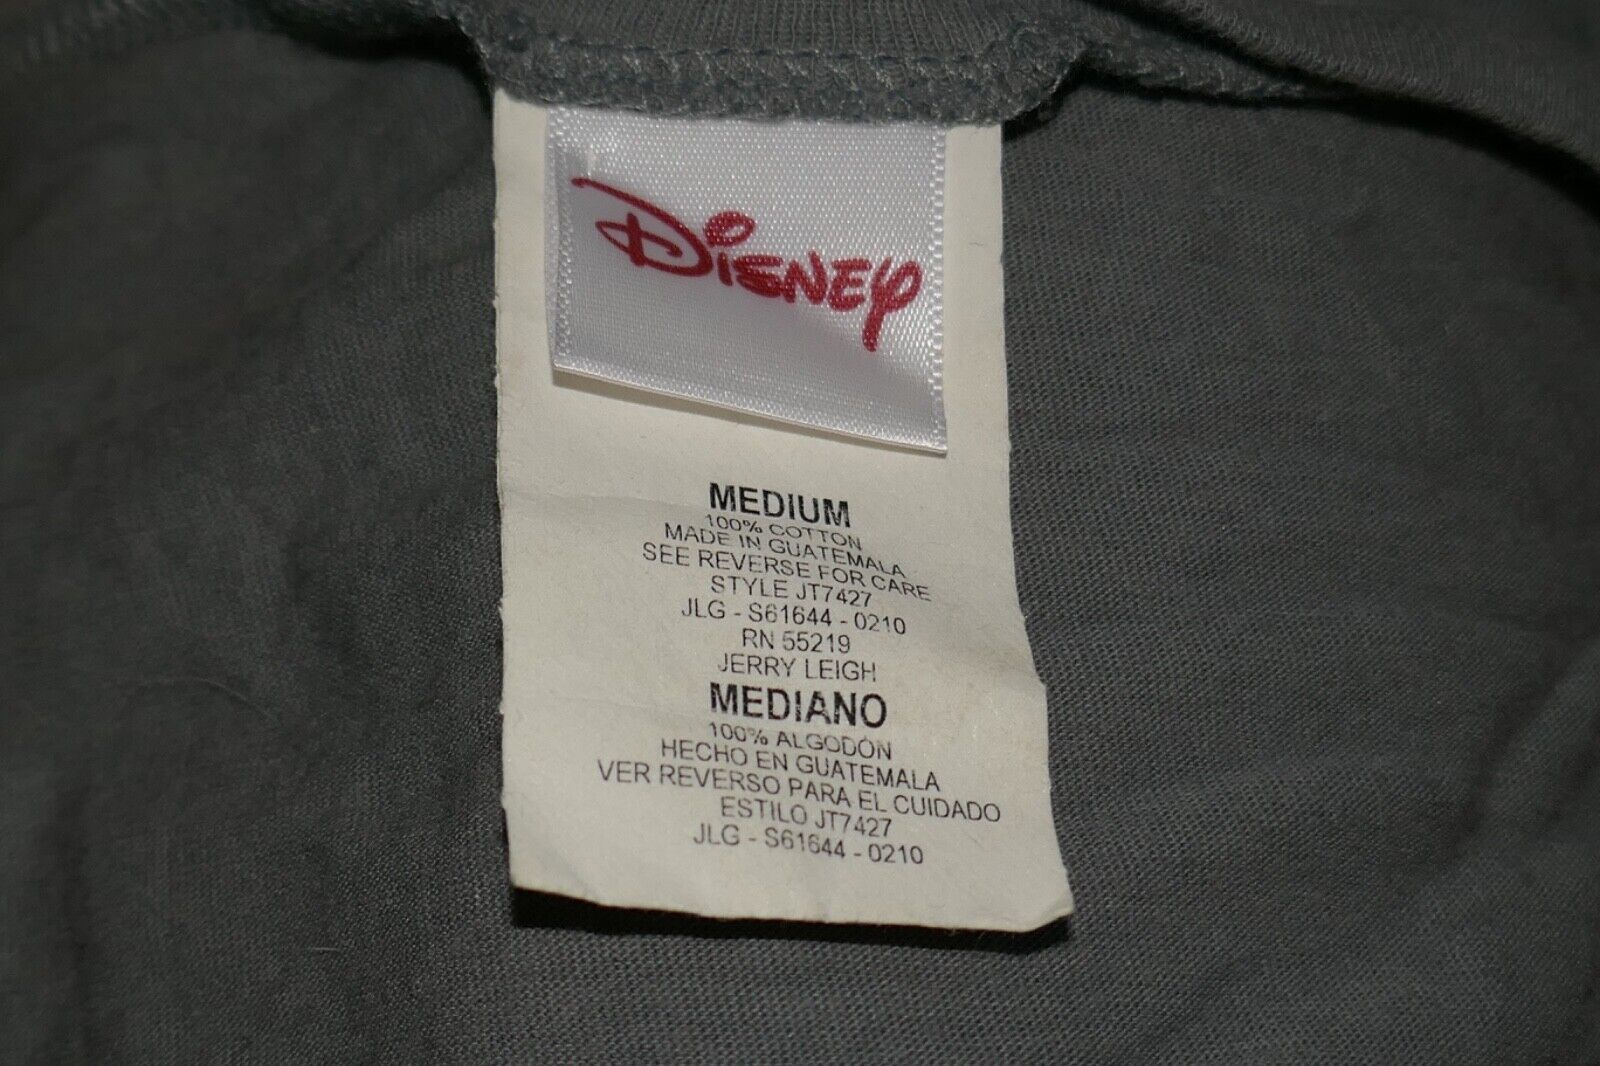 Disney
MEDIUM
100% COTTON
MADE IN GUATEMALA
SEE REVERSE FOR CARE
STYLE JT7427
JLG - S61644 - 0210
RN 55219
JERRY LEIGH
MEDIANO
100% ALGODÓN
HECHO EN GUATEMALA
VER REVERSO PARA EL CUIDADO
ESTILO JT7427
JLG - S61644 - 0210